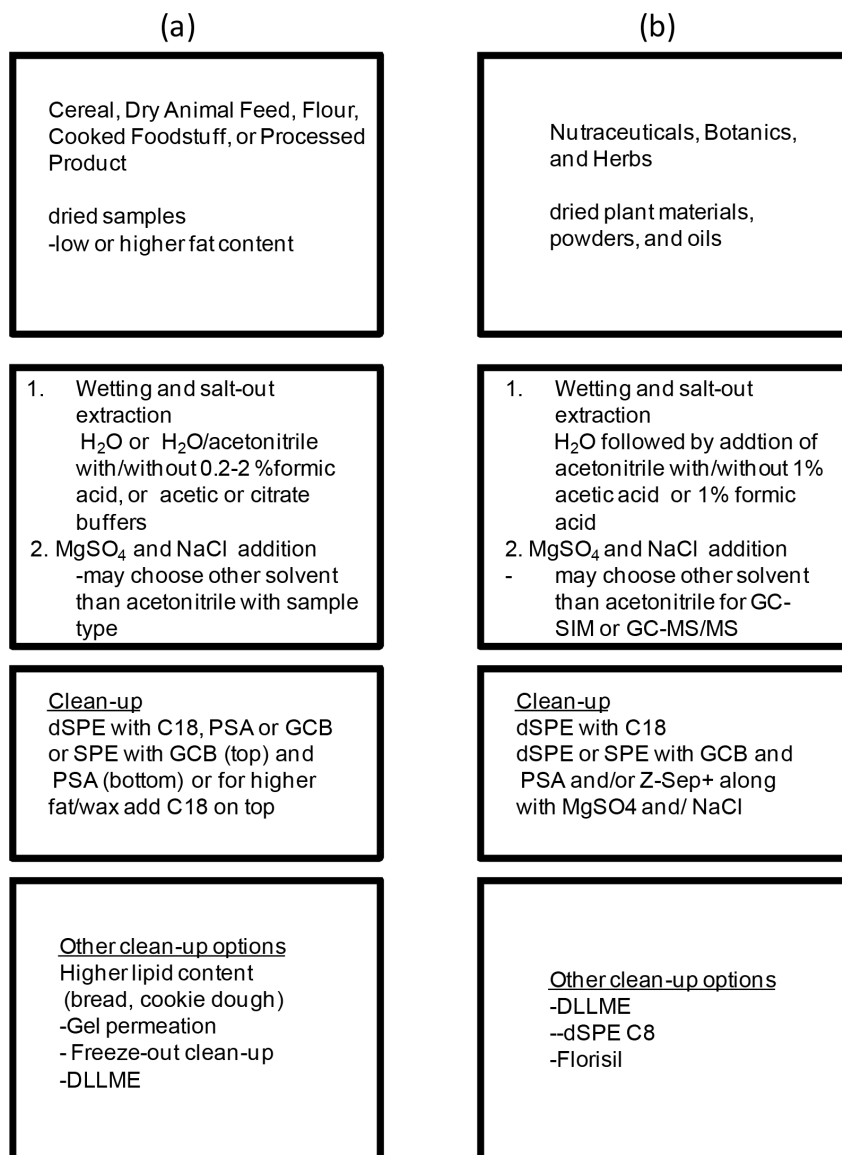 (a)
Cereal, Dry Animal Feed, Flour,
Cooked Foodstuff, or Processed
Product
dried samples
-low or higher fat content
1. Wetting and salt-out
extraction
H₂O or H₂O/acetonitrile
with/without 0.2-2 %formic
acid, or acetic or citrate
buffers
2. MgSO₄ and NaCl addition
-may choose other solvent
than acetonitrile with sample
type
Clean-up
dSPE with C18, PSA or GCB
or SPE with GCB (top) and
PSA (bottom) or for higher
fat/wax add C18 on top
Other clean-up options
Higher lipid content
(bread, cookie dough)
-Gel permeation
- Freeze-out clean-up
-DLLME
(b)
Nutraceuticals, Botanics,
and Herbs
dried plant materials,
powders, and oils
1. Wetting and salt-out
extraction
H₂O followed by addtion of
acetonitrile with/without 1%
acetic acid or 1% formic
acid
2. MgSO₄ and NaCl addition
- may choose other solvent
than acetonitrile for GC-
SIM or GC-MS/MS
Clean-up
dSPE with C18
dSPE or SPE with GCB and
PSA and/or Z-Sep+ along
with MgSO4 and/ NaCl
Other clean-up options
-DLLME
--dSPE C8
-Florisil